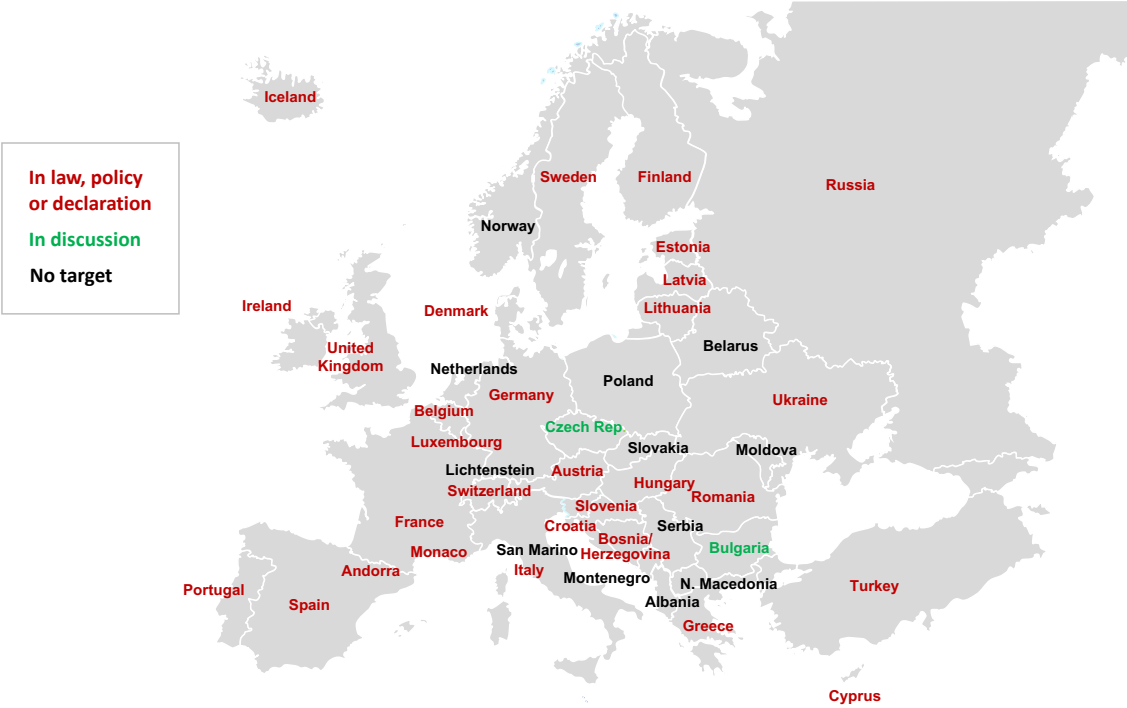 Iceland
In law, policy
or declaration
In discussion
No target
Sweden
Finland
Russia
Norway
Estonia
Latvia
Lithuania
Ireland
Denmark
United
Kingdom
Belarus
Netherlands
Poland
Germany
Ukraine
Belgium
Czech Rep.
Luxembourg
Slovakia
Moldova
Lichtenstein
Austria
Switzerland
Hungary
Romania
Slovenia
France
Croatia
Serbia
Bosnia/
Herzegovina
Monaco
San Marino
Bulgaria
Andorra
Italy
Montenegro
N. Macedonia
Portugal
Spain
Albania
Turkey
Greece
Cyprus